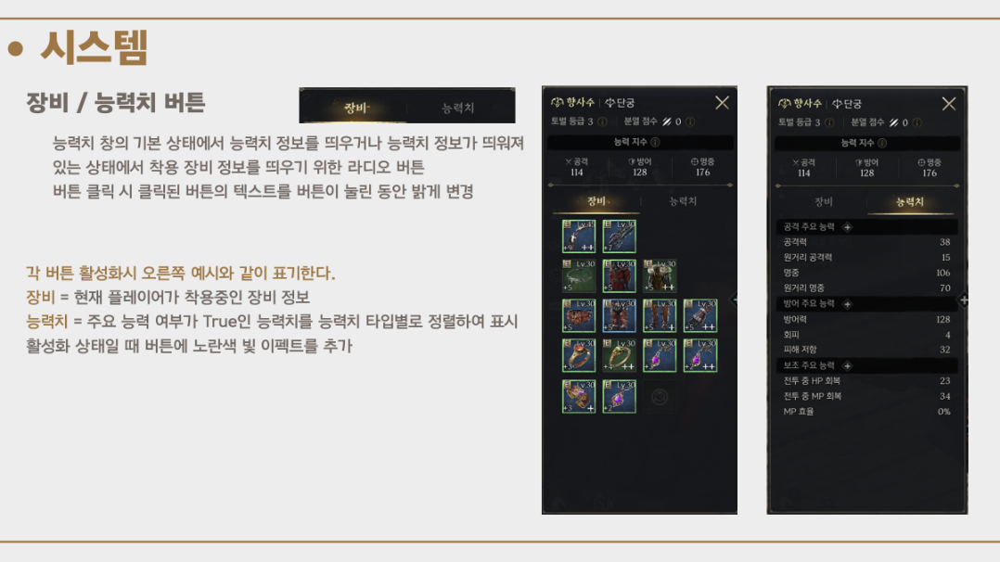 • 시스템
장비 / 능력치 버튼
장비 능력치
능력치 창의 기본 상태에서 능력치 정보를 띄우거나 능력치 정보가 띄워져
있는 상태에서 착용 장비 정보를 띄우기 위한 라디오 버튼
버튼 클릭 시 클릭된 버튼의 텍스트를 버튼이 눌린 동안 밝게 변경
각 버튼 활성화시 오른쪽 예시와 같이 표기한다.
장비 = 현재 플레이어가 착용중인 장비 정보
능력치 = 주요 능력 여부가 True인 능력치를 능력치 타입별로 정렬하여 표시
활성화 상태일 때 버튼에 노란색 빛 이펙트를 추가
향사수 단궁
토벌 등급 3 분열 점수 0
능력 지수
공격 방어 명중
114 128 176
장비 능력치
E Lv.45 E Lv.30
+9 ++ +7
E Lv.30 E Lv.30 E Lv.30
+5 +5 +5 ++
E Lv.30 E Lv.30 E Lv.30 E Lv.30
+5 +5 +5 + +5 ++
E Lv.30 E Lv.30 E Lv.30 E Lv.30
+3 +4 ++ +2 ++
E Lv.30 E Lv.30
+3 + +2
향사수 단궁
토벌 등급 3 분열 점수 0
능력 지수
공격 방어 명중
114 128 176
장비 능력치
공격 주요 능력 +
공격력 38
원거리 공격력 15
명중 106
원거리 명중 70
방어 주요 능력 +
방어력 128
회피 4
피해 저항 32
보조 주요 능력 +
전투 중 HP 회복 23
전투 중 MP 회복 34
MP 효율 0%